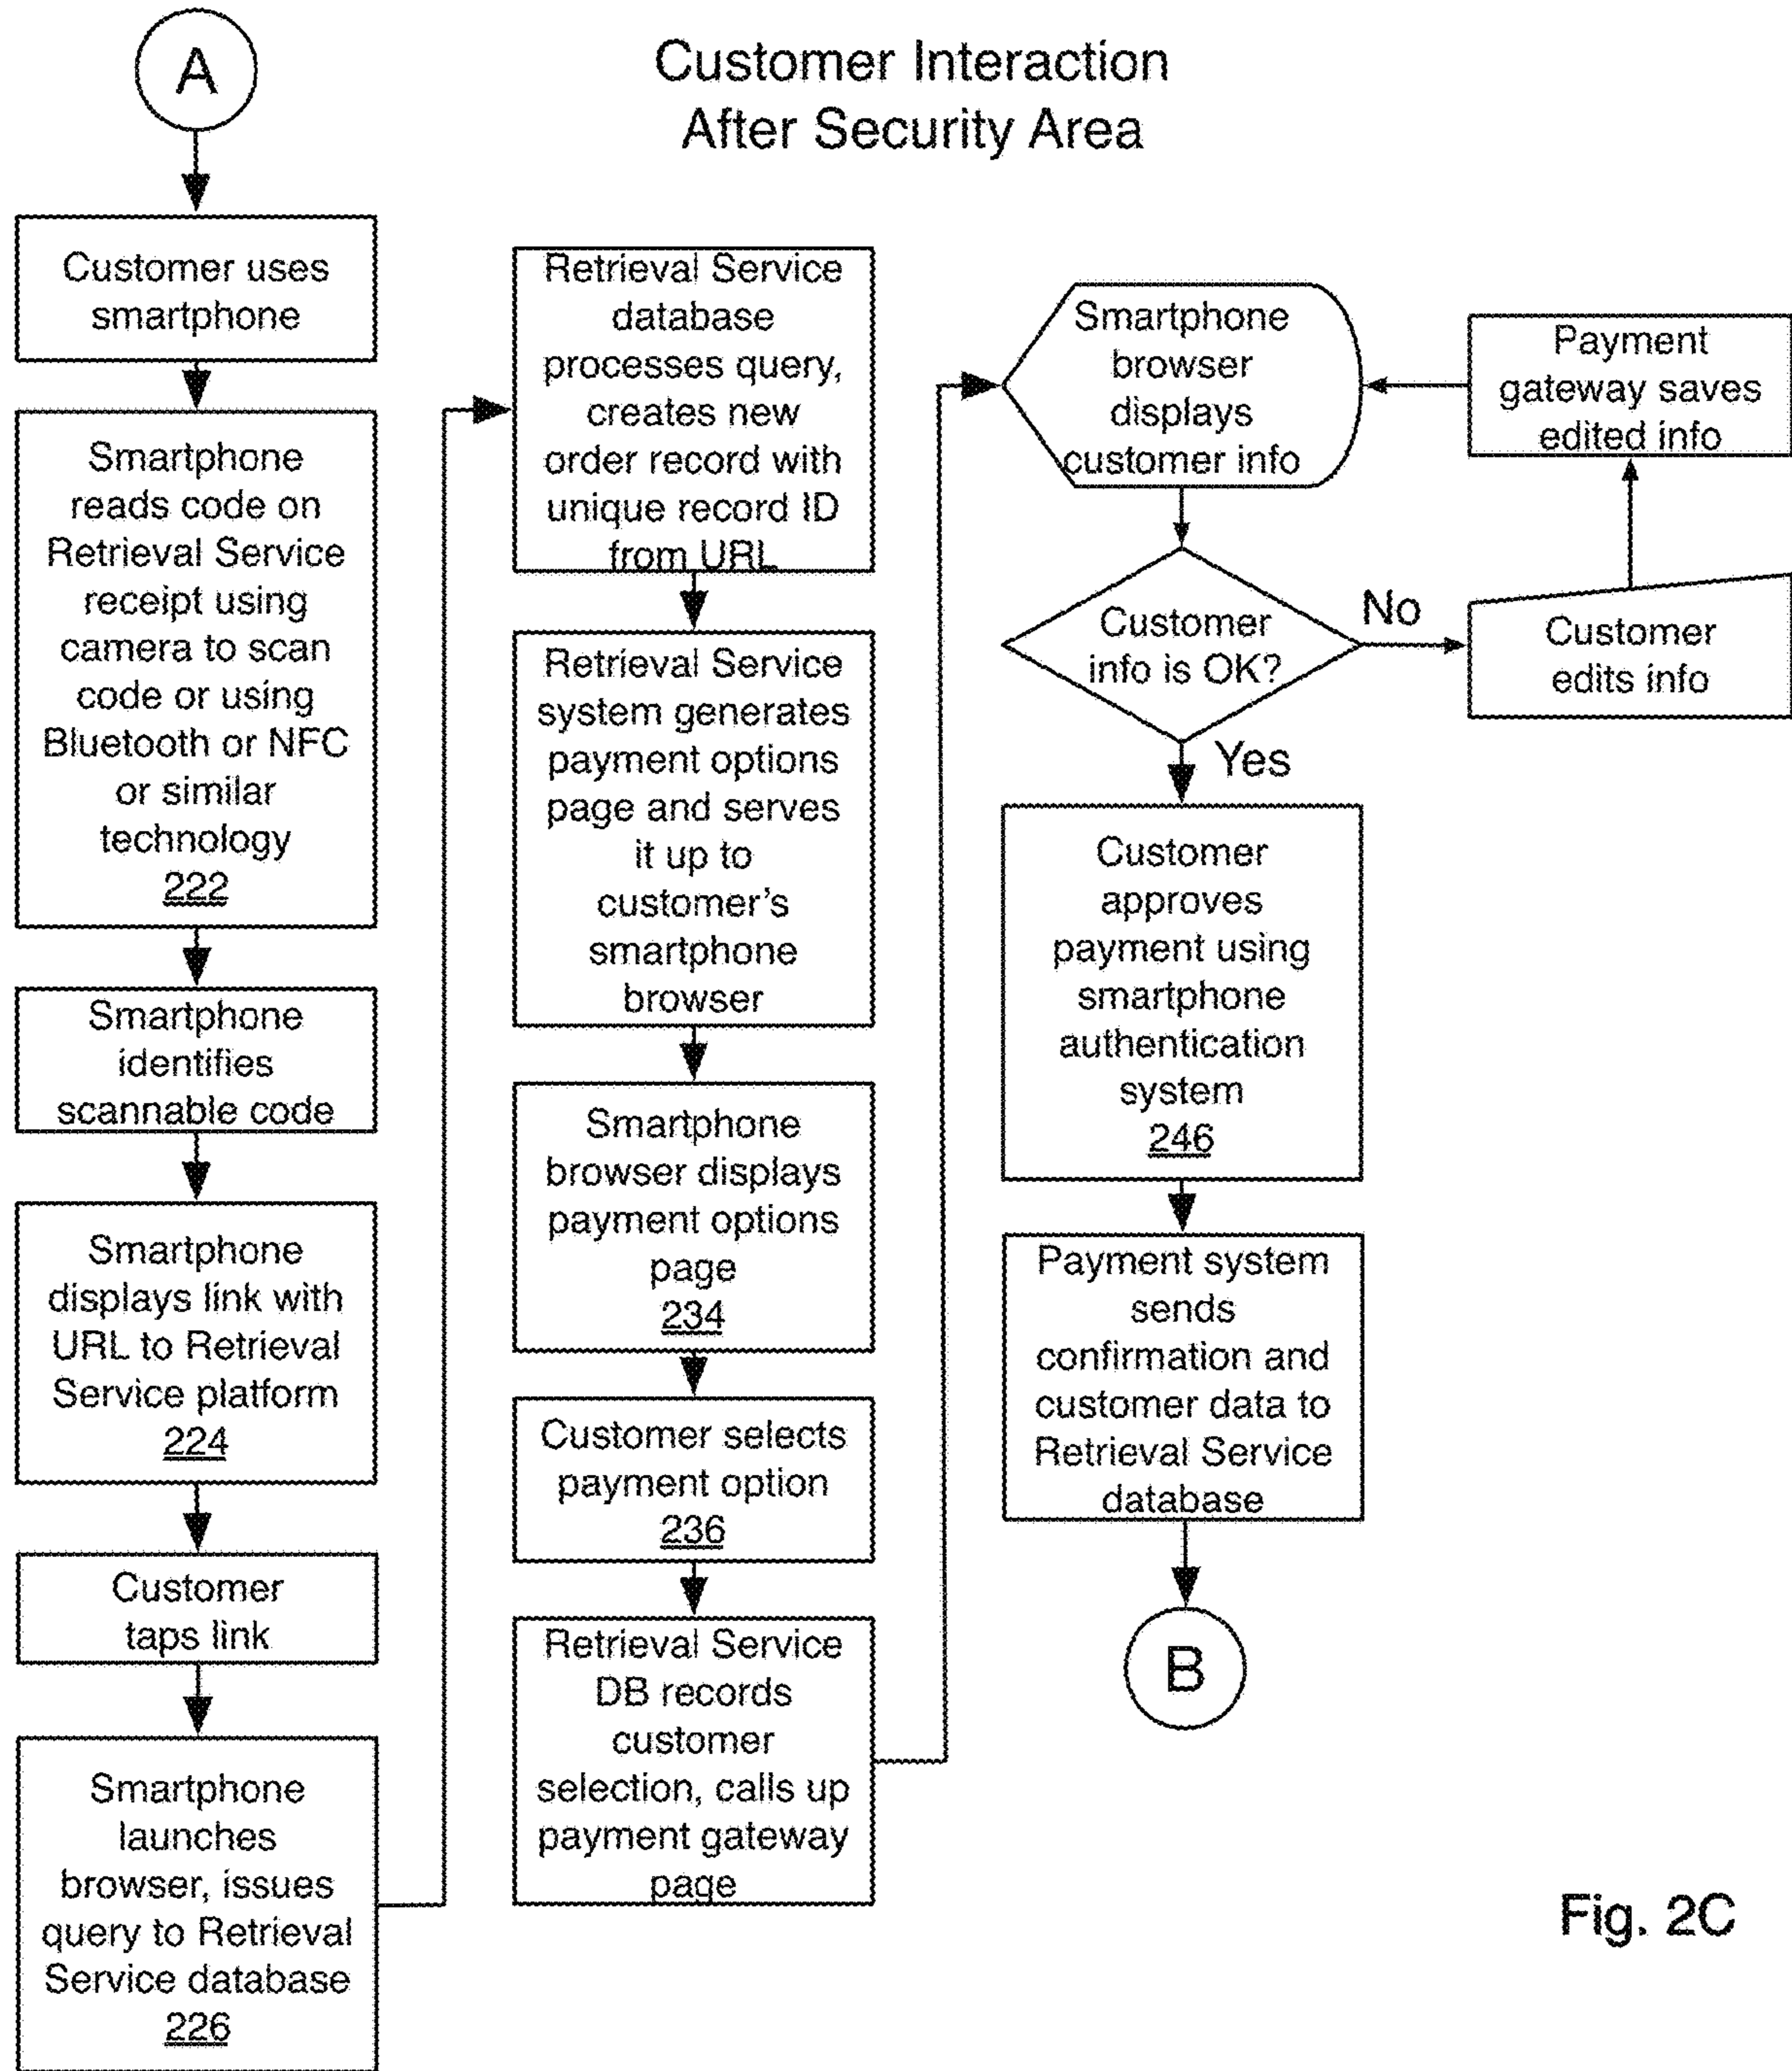 A
Customer Interaction
After Security Area
Customer uses
smartphone
Smartphone
reads code on
Retrieval Service
receipt using
camera to scan
code or using
Bluetooth or NFC
or similar
technology
222
Smartphone
identifies
scannable code
Smartphone
displays link with
URL to Retrieval
Service platform
224
Customer
taps link
Smartphone
launches
browser, issues
query to Retrieval
Service database
226
Retrieval Service
database
processes query,
creates new
order record with
unique record ID
from URL
Retrieval Service
system generates
payment options
page and serves
it up to
customer's
smartphone
browser
Smartphone
browser displays
payment options
page
234
Customer selects
payment option
236
Retrieval Service
DB records
customer
selection, calls up
payment gateway
page
Smartphone
browser
displays
customer info
Customer
info is OK?
No
Customer
edits info
Payment
gateway saves
edited info
Yes
Customer
approves
payment using
smartphone
authentication
system
246
Payment system
sends
confirmation and
customer data to
Retrieval Service
database
B
Fig. 2C